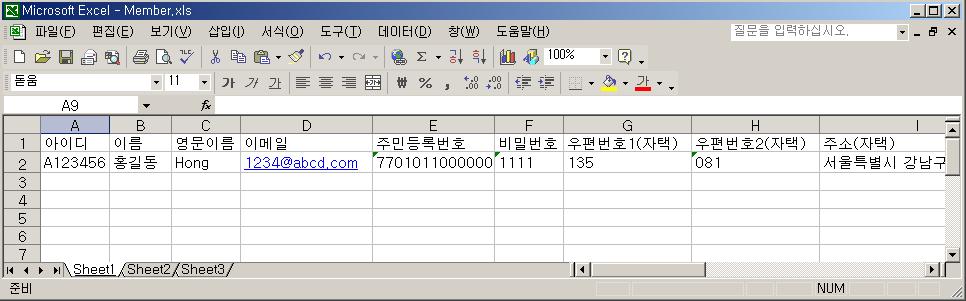 Microsoft Excel - Member.xls
파일(F) 편집(E) 보기(V) 삽입(I) 서식(O) 도구(T) 데이터(D) 창(W) 도움말(H) 질문을 입력하십시오.
100%
돋움 11 가 가 가 가
A9 fx
A B C D E F G H I
1 아이디 이름 영문이름 이메일 주민등록번호 비밀번호 우편번호1(자택) 우편번호2(자택) 주소(자택)
2 A123456 홍길동 Hong 1234@abcd.com 7701011000000 1111 135 081 서울특별시 강남구
3
4
5
6
7
Sheet1 Sheet2 Sheet3
준비 NUM